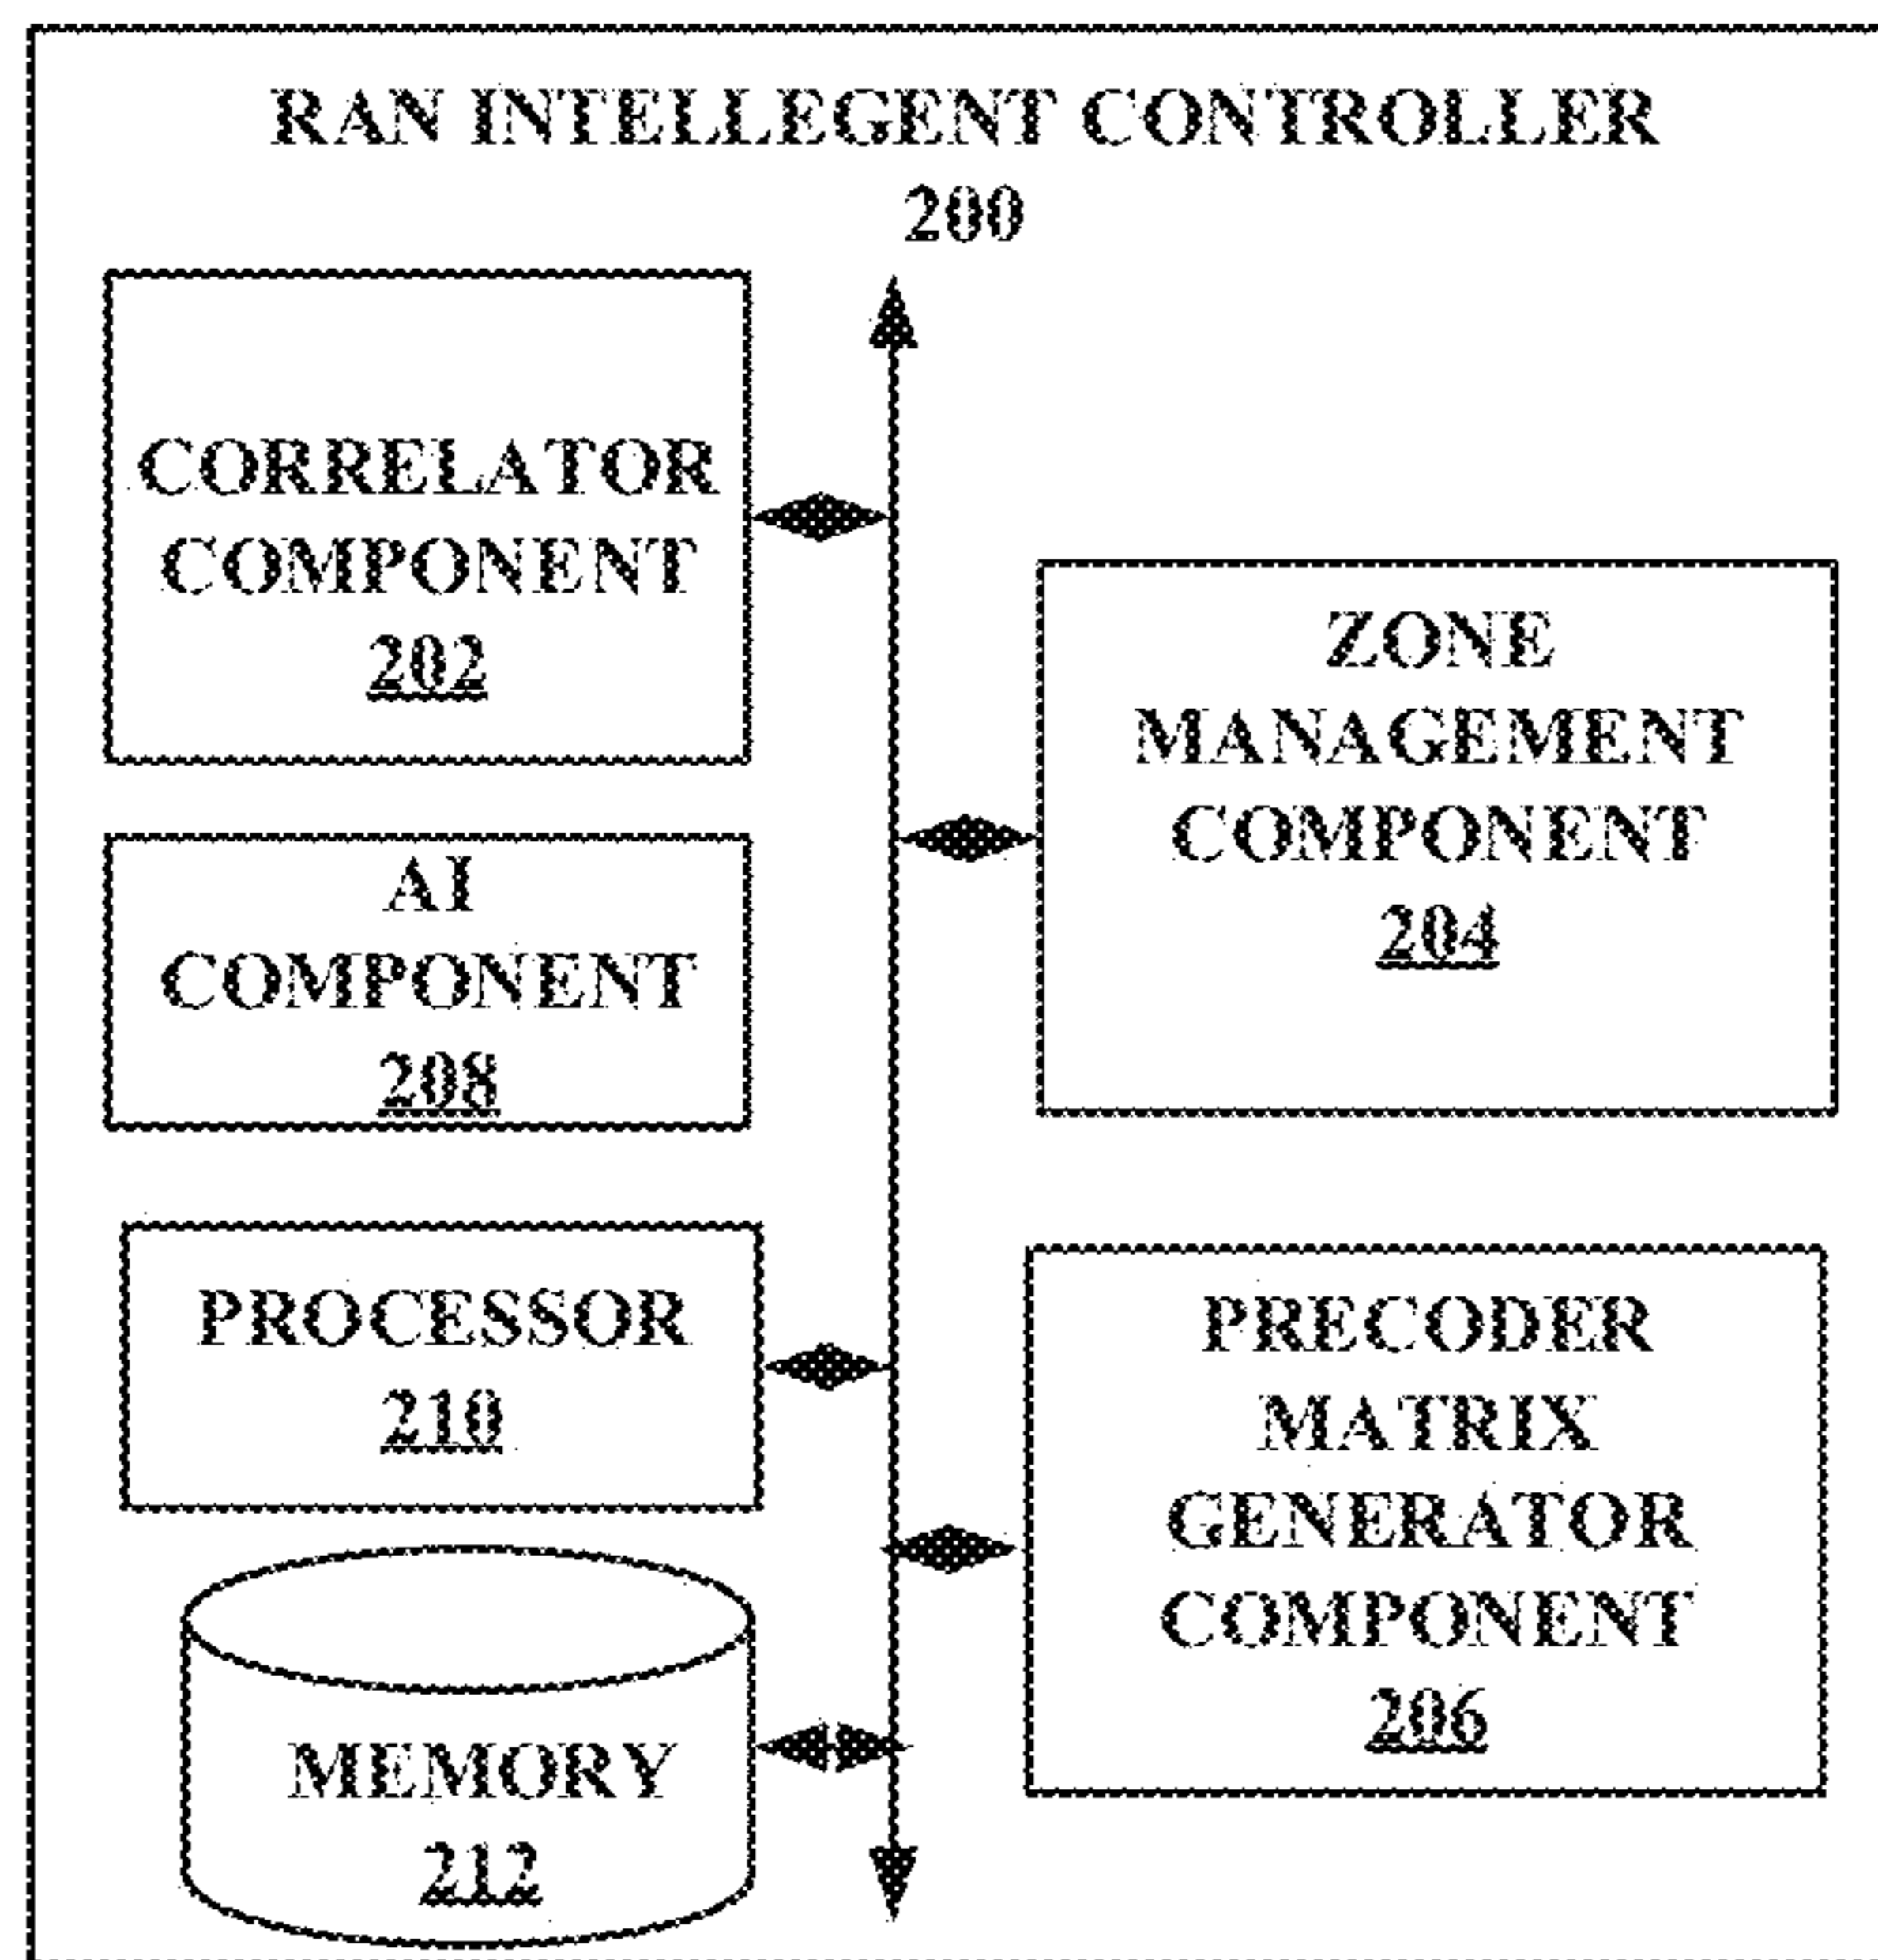 RAN INTELLEGENT CONTROLLER
200
CORRELATOR
COMPONENT
202
ZONE
MANAGEMENT
COMPONENT
204
AI
COMPONENT
208
PROCESSOR
210
PRECODER
MATRIX
GENERATOR
COMPONENT
206
MEMORY
212